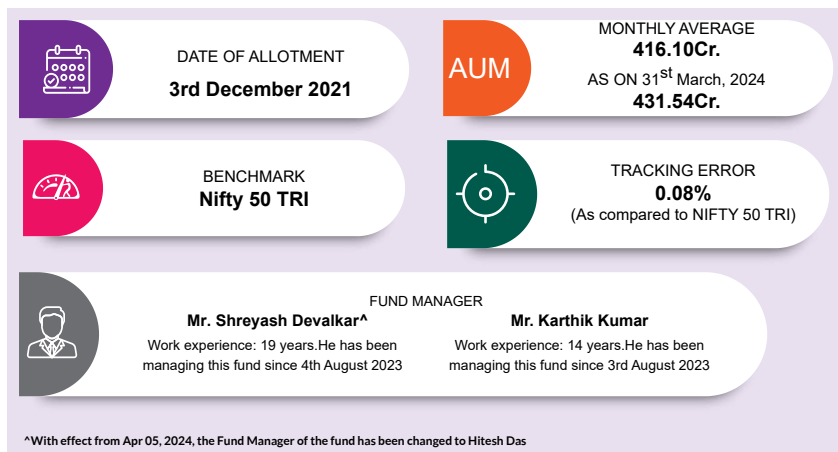 DATE OF ALLOTMENT
3rd December 2021
AUM
MONTHLY AVERAGE
416.10Cr.
AS ON 31st March, 2024
431.54Cr.
BENCHMARK
Nifty 50 TRI
TRACKING ERROR
0.08%
(As compared to NIFTY 50 TRI)
FUND MANAGER
Mr. Shreyash Devalkar^
Work experience: 19 years.He has been
managing this fund since 4th August 2023
Mr. Karthik Kumar
Work experience: 14 years.He has been
managing this fund since 3rd August 2023
^With effect from Apr 05, 2024, the Fund Manager of the fund has been changed to Hitesh Das